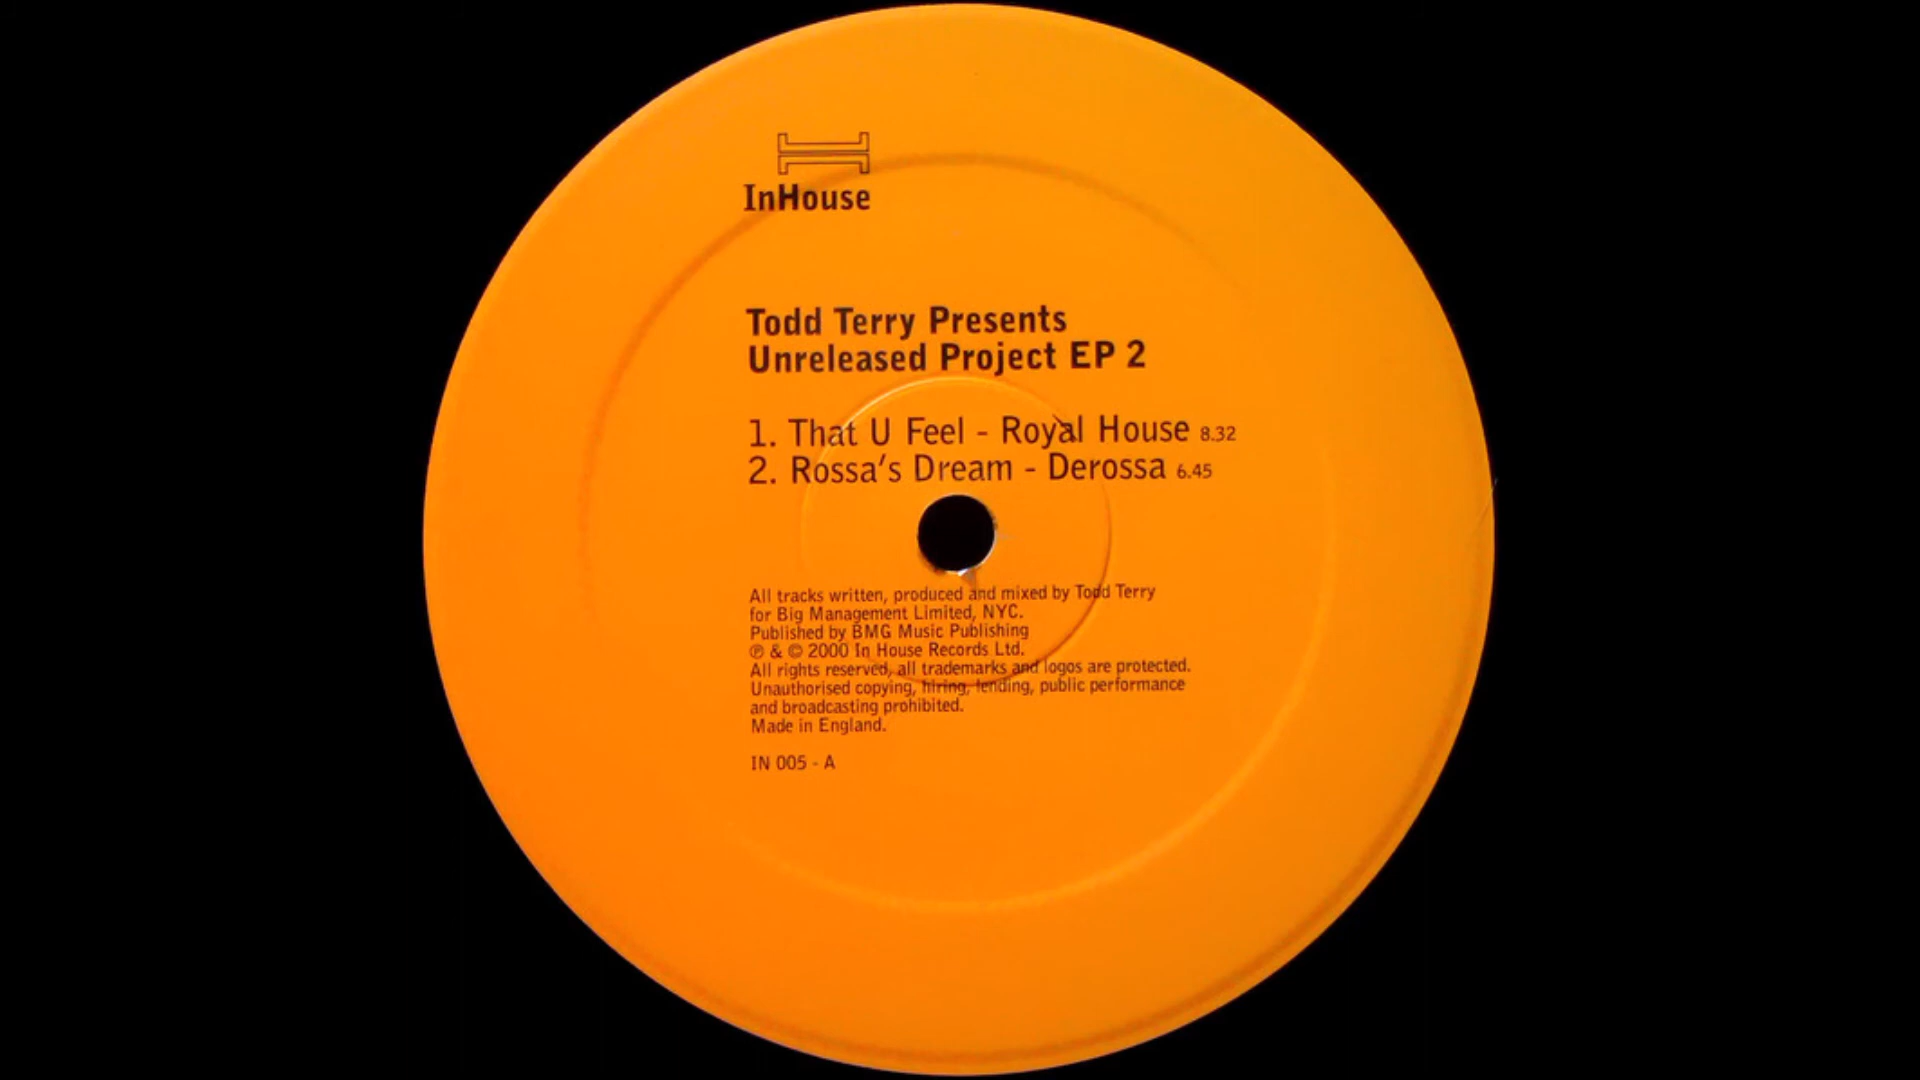 InHouse
Todd Terry Presents
Unreleased Project EP 2
1. That U Feel - Royal House 8.32
2. Rossa's Dream - Derossa 6.45
All tracks written, produced and mixed by Todd Terry
for Big Management Limited, NYC.
Published by BMG Music Publishing
℗ & © 2000 In House Records Ltd.
All rights reserved, all trademarks and logos are protected.
Unauthorised copying, hiring, lending, public performance
and broadcasting prohibited.
Made in England.
IN 005 - A